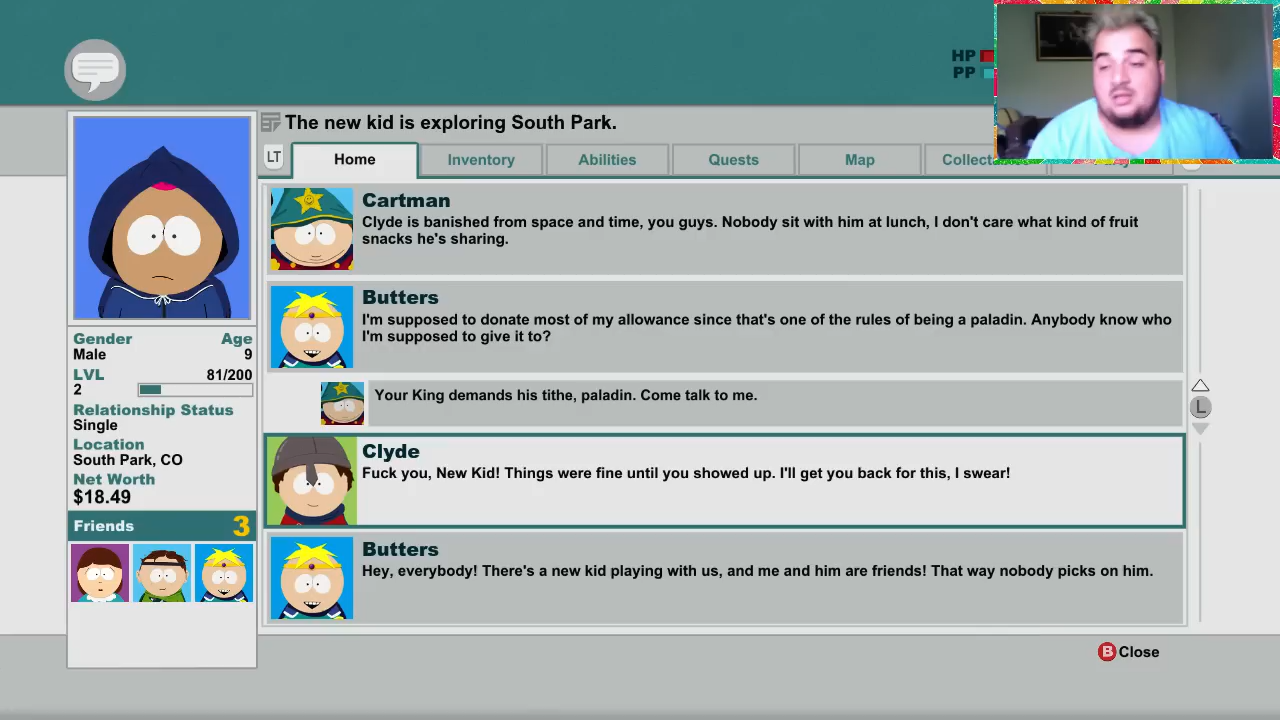 HP
PP
The new kid is exploring South Park.
LT
Home
Inventory
Abilities
Quests
Map
Cartman
Clyde is banished from space and time, you guys. Nobody sit with him at lunch, I don't care what kind of fruit
snacks he's sharing.
Butters
I'm supposed to donate most of my allowance since that's one of the rules of being a paladin. Anybody know who
I'm supposed to give it to?
Your King demands his tithe, paladin. Come talk to me.
Clyde
Fuck you, New Kid! Things were fine until you showed up. I'll get you back for this, I swear!
Butters
Hey, everybody! There's a new kid playing with us, and me and him are friends! That way nobody picks on him.
Gender Age
Male 9
LVL 81/200
2
Relationship Status
Single
Location
South Park, CO
Net Worth
$18.49
Friends 3
L
B Close